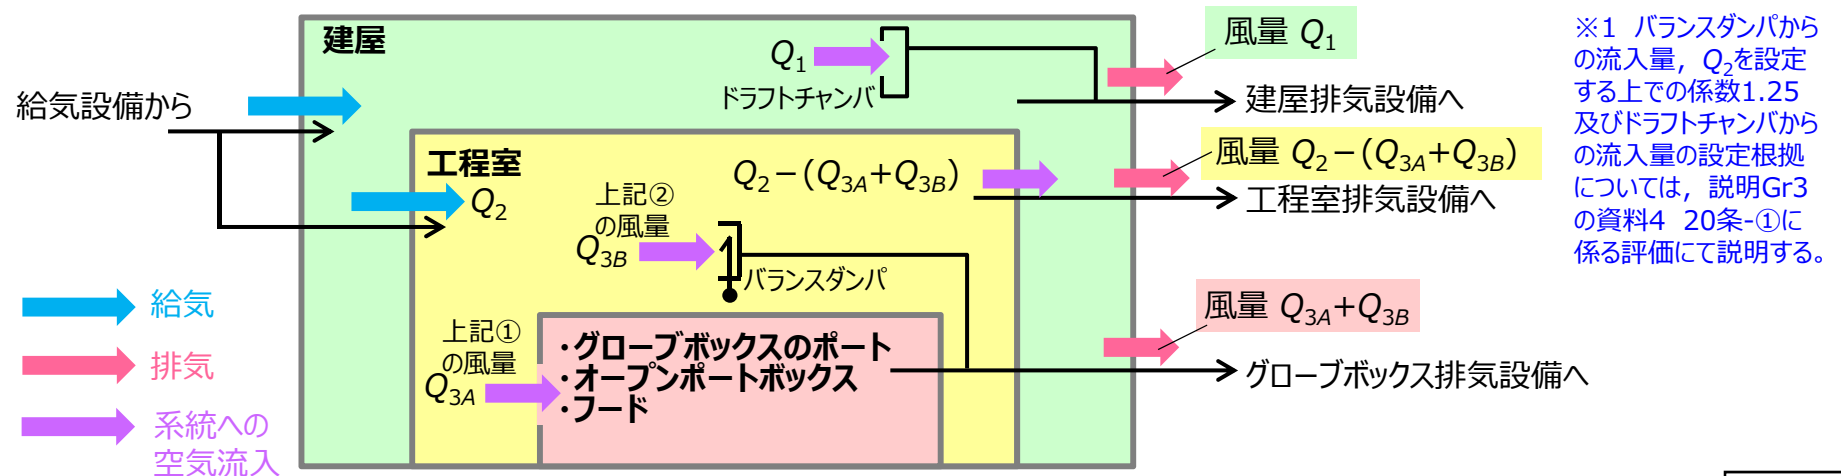 建屋
Q1
ドラフトチャンバ
風量 Q1
建屋排気設備へ
給気設備から
工程室
Q2
Q2－(Q3A+Q3B)
風量 Q2－(Q3A+Q3B)
工程室排気設備へ
上記②
の風量
Q3B
バランスダンパ
上記①
の風量
Q3A
・グローブボックスのポート
・オープンポートボックス
・フード
風量 Q3A+Q3B
グローブボックス排気設備へ
給気
排気
系統への
空気流入
※1 バランスダンパから
の流入量，Q2を設定
する上での係数1.25
及びドラフトチャンバから
の流入量の設定根拠
については，説明Gr3
の資料4 20条-①に
係る評価にて説明する。